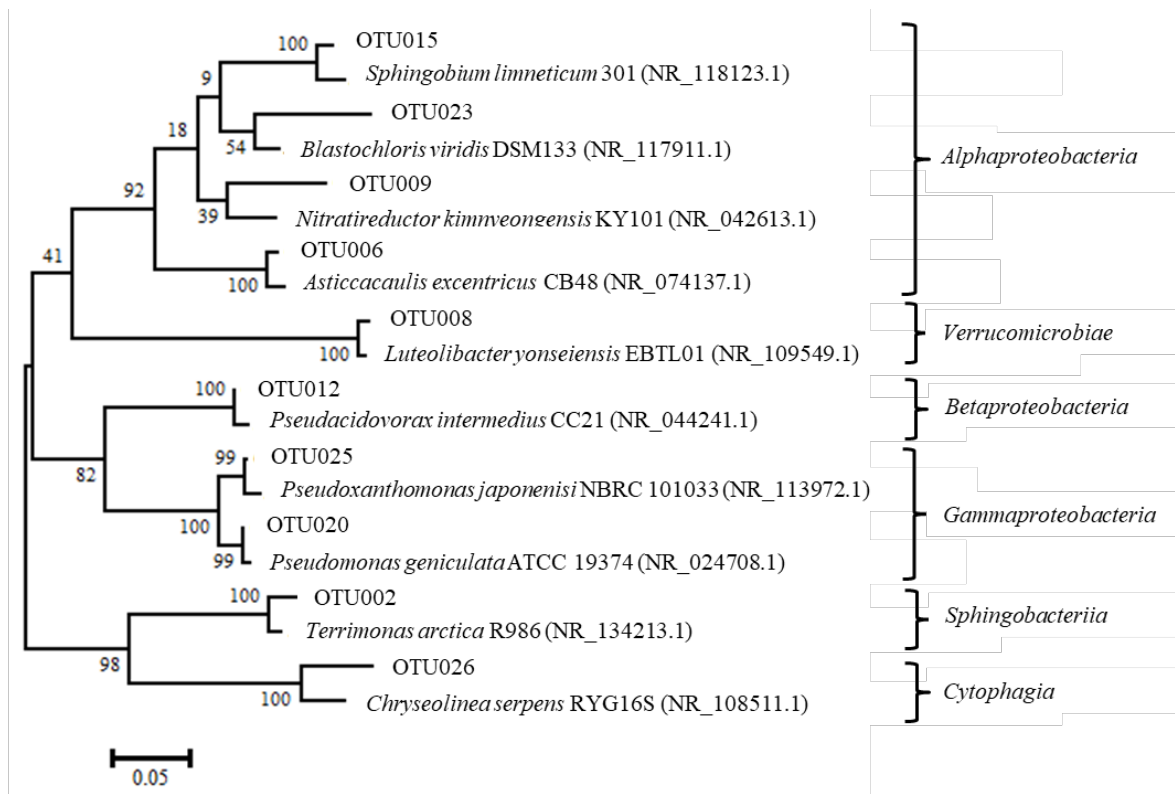 100 OTU015
Sphingobium limneticum 301 (NR_118123.1)
9
OTU023
18
54 Blastochloris viridis DSM133 (NR_117911.1)
Alphaproteobacteria
OTU009
92
39 Nitratireductor kimnyeongensis KY101 (NR_042613.1)
OTU006
41
100 Asticcacaulis excentricus CB48 (NR_074137.1)
OTU008
Verrucomicrobiae
100 Luteolibacter yonseiensis EBTL01 (NR_109549.1)
100 OTU012
Betaproteobacteria
Pseudacidovorax intermedius CC21 (NR_044241.1)
99 OTU025
82
Pseudoxanthomonas japonenisi NBRC 101033 (NR_113972.1)
Gammaproteobacteria
100 OTU020
99 Pseudomonas geniculata ATCC 19374 (NR_024708.1)
100 OTU002
Sphingobacteriia
Terrimonas arctica R986 (NR_134213.1)
98 OTU026
Cytophagia
100 Chryseolinea serpens RYG16S (NR_108511.1)
0.05